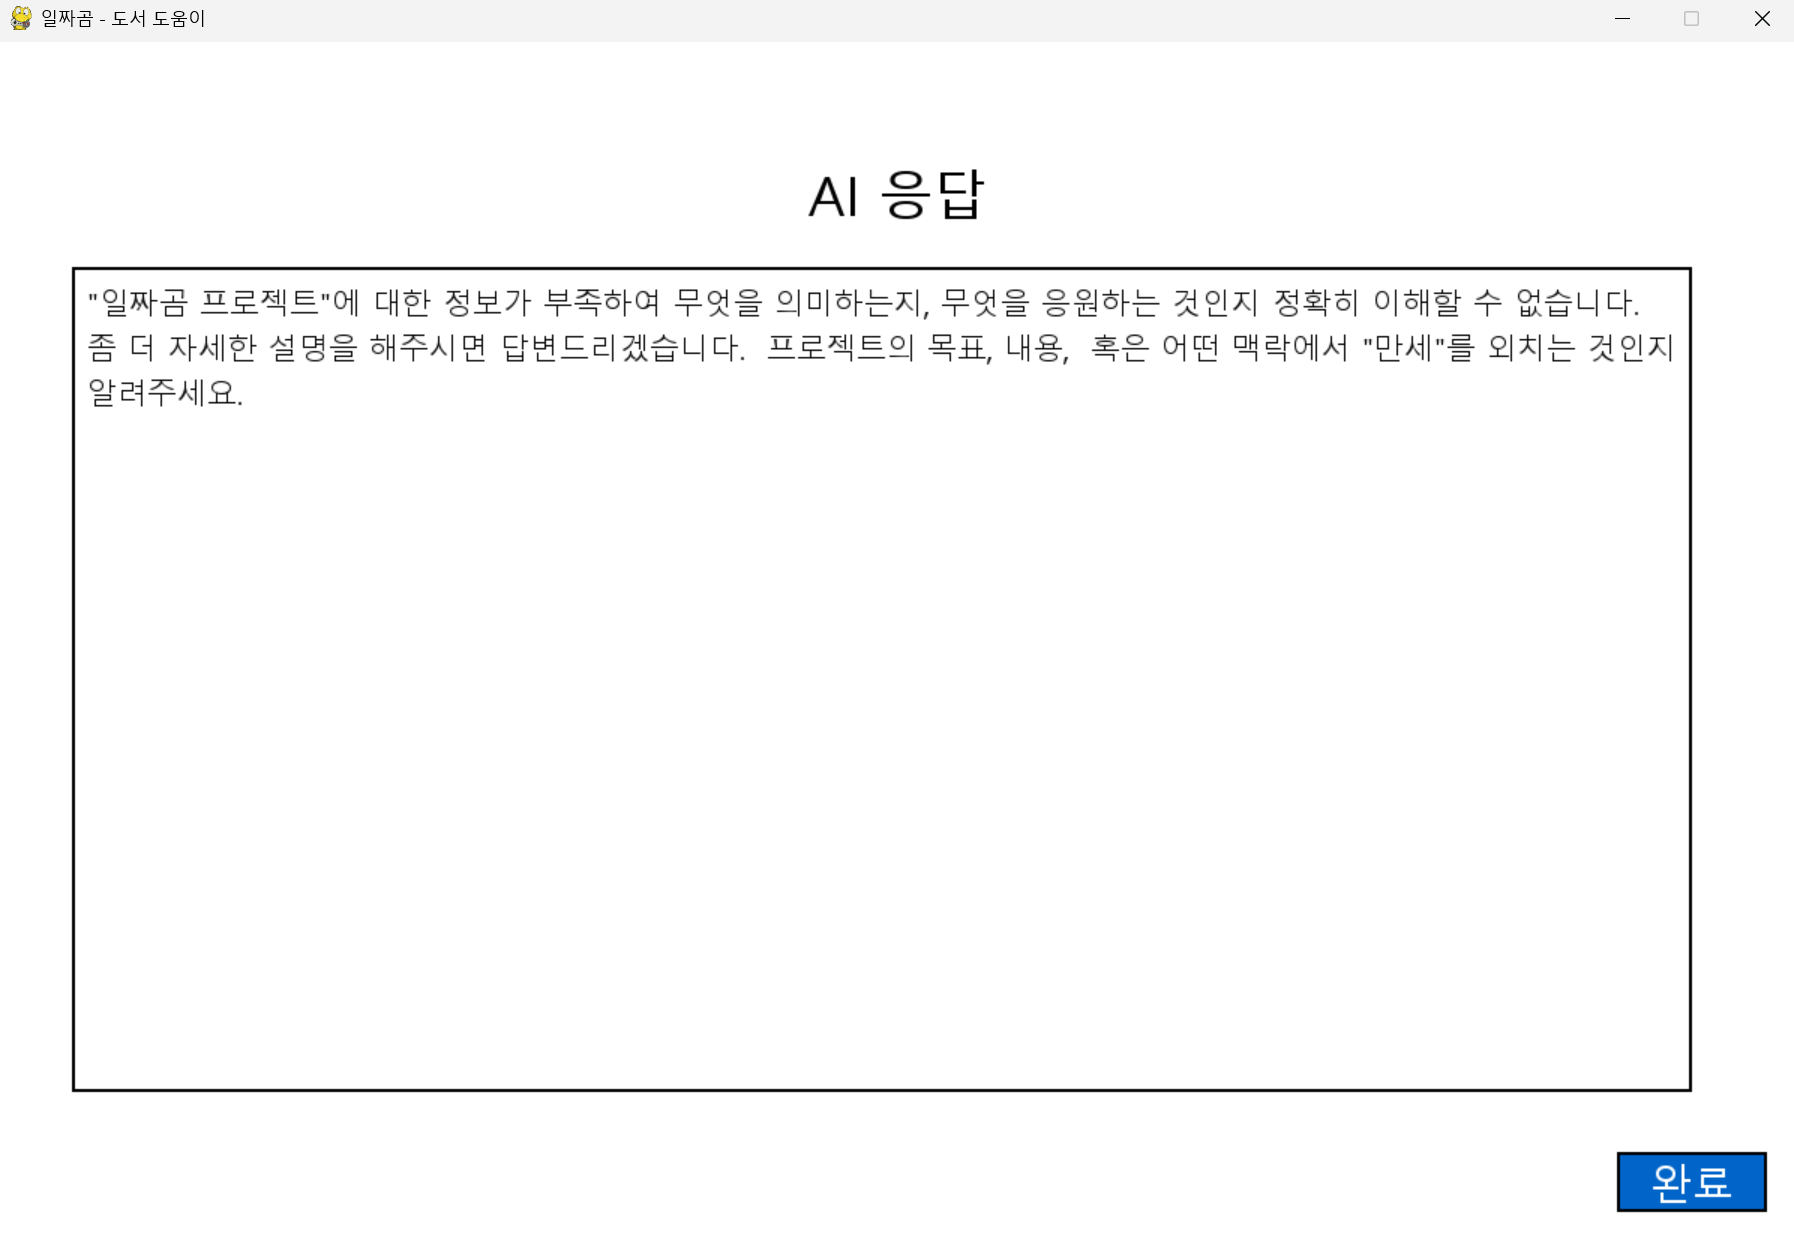 일짜곰 - 도서 도움이
AI 응답
"일짜곰 프로젝트"에 대한 정보가 부족하여 무엇을 의미하는지, 무엇을 응원하는 것인지 정확히 이해할 수 없습니다.
좀 더 자세한 설명을 해주시면 답변드리겠습니다.  프로젝트의 목표, 내용,  혹은 어떤 맥락에서 "만세"를 외치는 것인지
알려주세요.
완료